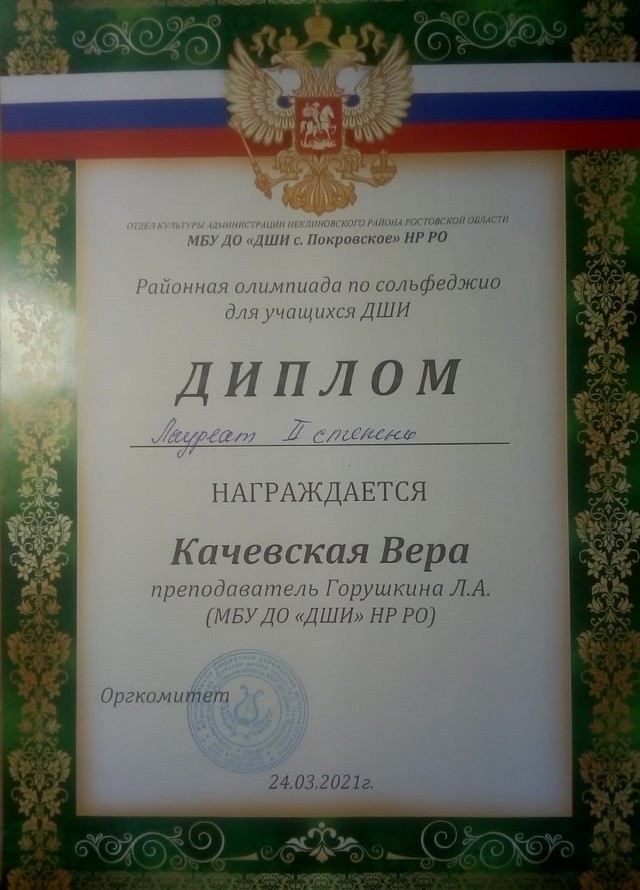 ОТДЕЛ КУЛЬТУРЫ АДМИНИСТРАЦИИ НЕКЛИНОВСКОГО РАЙОНА РОСТОВСКОЙ ОБЛАСТИ
МБУ ДО «ДШИ с. Покровское» НР РО
Районная олимпиада по сольфеджио
для учащихся ДШИ
ДИПЛОМ
Лауреат II степени
НАГРАЖДАЕТСЯ
Качевская Вера
преподаватель Горушкина Л.А.
(МБУ ДО «ДШИ» НР РО)
Оргкомитет
24.03.2021г.